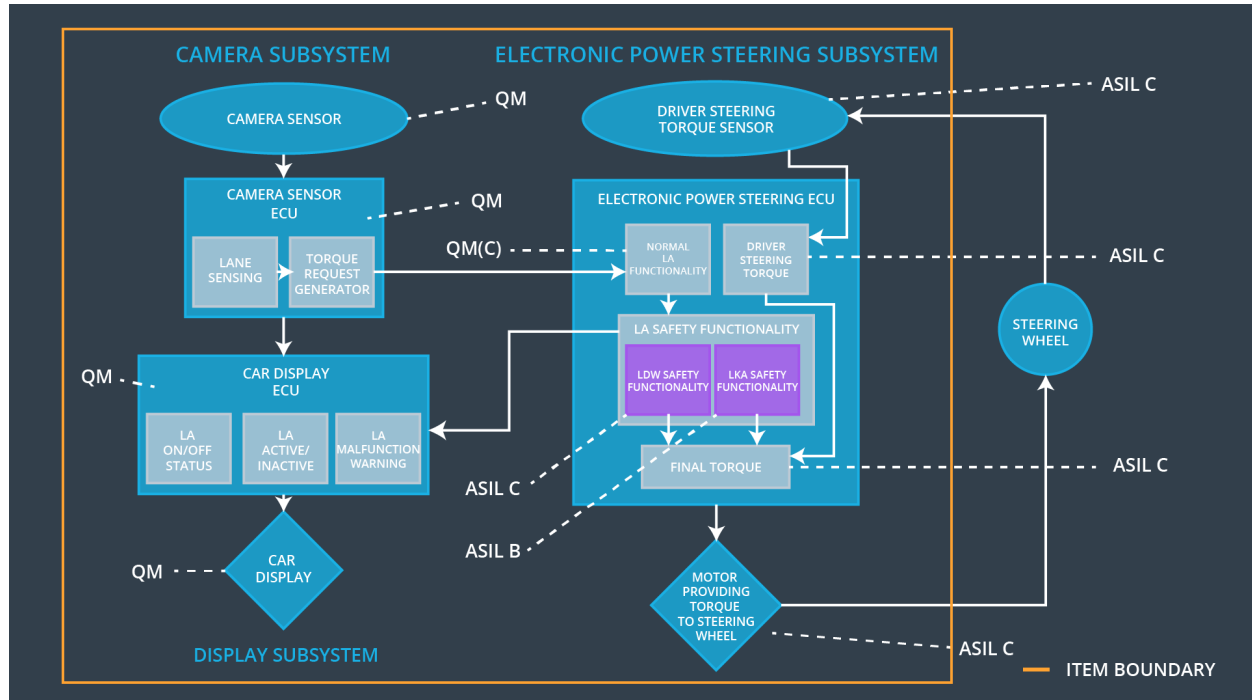 CAMERA SUBSYSTEM
ELECTRONIC POWER STEERING SUBSYSTEM
CAMERA SENSOR
QM
DRIVER STEERING
TORQUE SENSOR
ASIL C
CAMERA SENSOR
ECU
QM
LANE
SENSING
TORQUE
REQUEST
GENERATOR
ELECTRONIC POWER STEERING ECU
QM(C)
NORMAL
LA
FUNCTIONALITY
DRIVER
STEERING
TORQUE
ASIL C
LA SAFETY FUNCTIONALITY
LDW SAFETY
FUNCTIONALITY
LKA SAFETY
FUNCTIONALITY
STEERING
WHEEL
QM
CAR DISPLAY
ECU
LA
ON/OFF
STATUS
LA
ACTIVE/
INACTIVE
LA
MALFUNCTION
WARNING
FINAL TORQUE
ASIL C
ASIL C
ASIL B
QM
CAR
DISPLAY
MOTOR
PROVIDING
TORQUE
TO STEERING
WHEEL
ASIL C
DISPLAY SUBSYSTEM
ITEM BOUNDARY